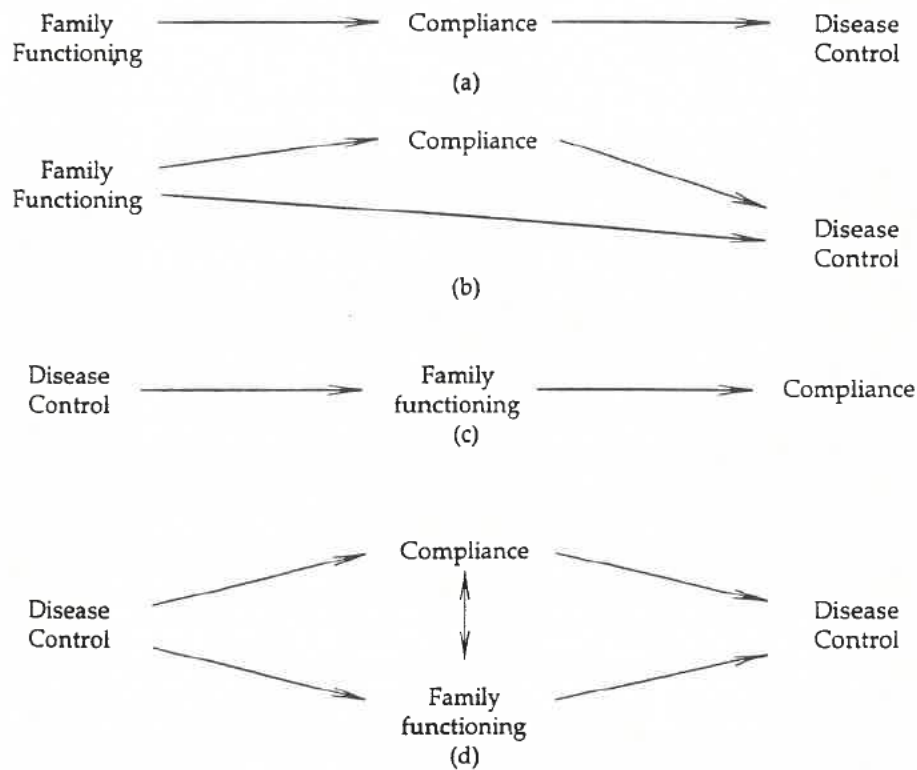 Family
Functioning
Compliance
Disease
Control
(a)
Compliance
Family
Functioning
Disease
Control
(b)
Disease
Control
Family
functioning
Compliance
(c)
Compliance
Disease
Control
Disease
Control
Family
functioning
(d)